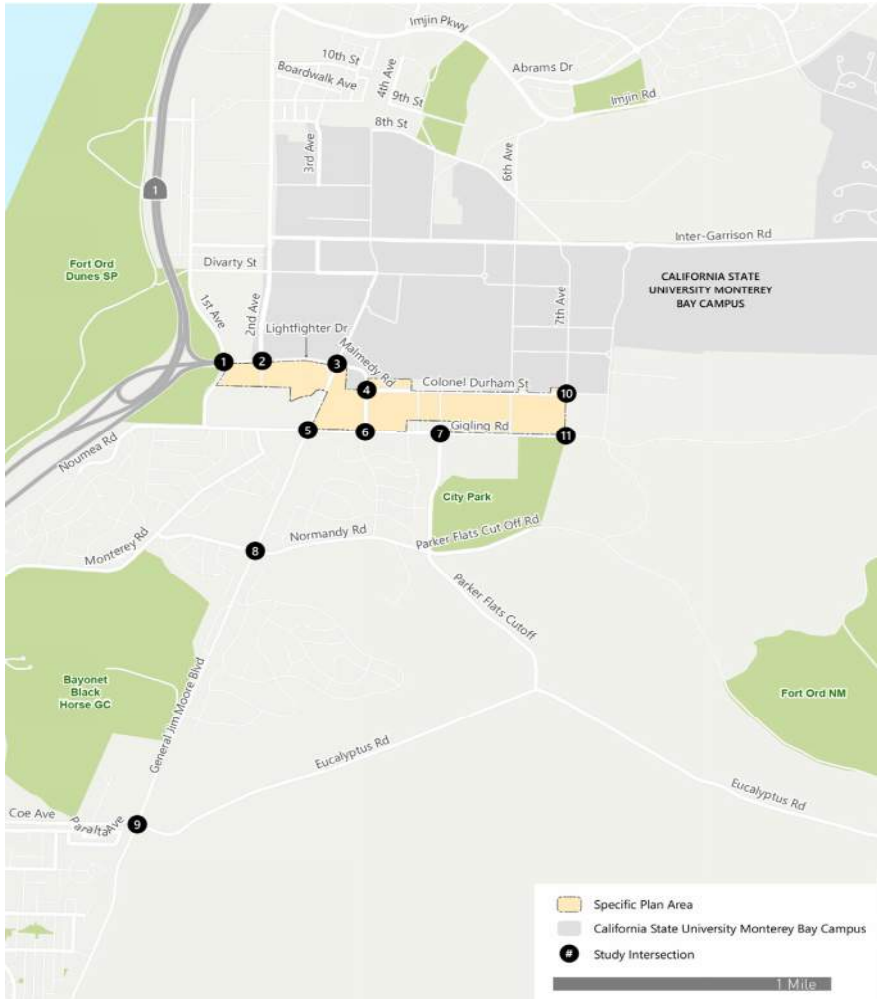 Imjin Pkwy
10th St
Boardwalk Ave
4th Ave
9th St
8th St
Abrams Dr
Imjin Rd
3rd Ave
6th Ave
1
Inter-Garrison Rd
Divarty St
Fort Ord
Dunes SP
CALIFORNIA STATE
UNIVERSITY MONTEREY
BAY CAMPUS
1st Ave
2nd Ave
7th Ave
Lightfighter Dr
Malmedy Rd
1
2
3
4
Colonel Durham St
10
5
6
7
Gigling Rd
11
Noumea Rd
City Park
Monterey Rd
8
Normandy Rd
Parker Flats Cut Off Rd
Parker Flats Cutoff
Bayonet
Black
Horse GC
General Jim Moore Blvd
Fort Ord NM
Eucalyptus Rd
Eucalyptus Rd
Coe Ave
Paralta Ave
9
Specific Plan Area
California State University Monterey Bay Campus
# Study Intersection
1 Mile